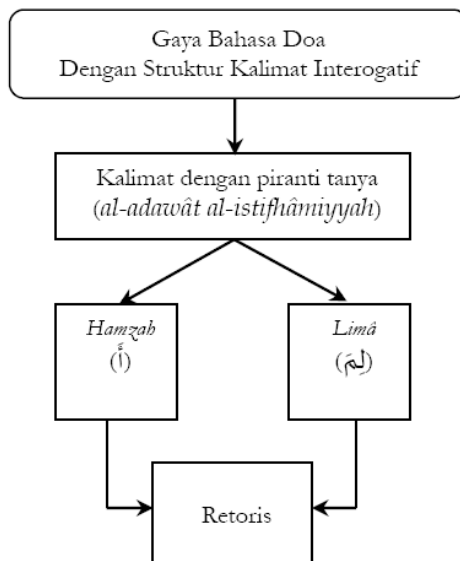 Gaya Bahasa Doa
Dengan Struktur Kalimat Interogatif
Kalimat dengan piranti tanya
(al-adawât al-istifhâmiyyah)
Hamzah
(أَ)
Limâ
(لِمَ)
Retoris